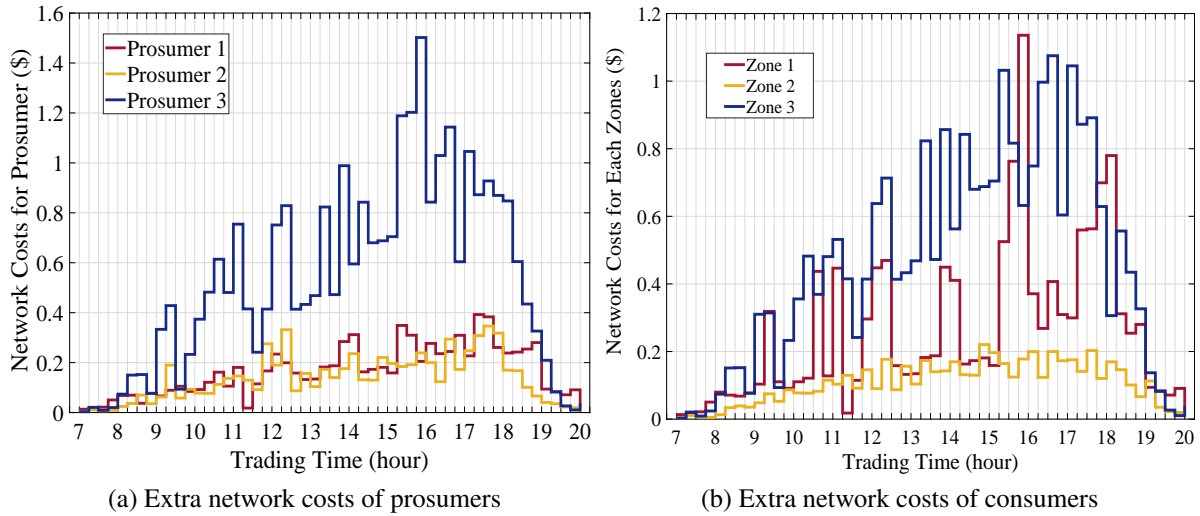 Network Costs for Prosumer ($)
1.6
1.4
1.2
1
0.8
0.6
0.4
0.2
0
Prosumer 1
Prosumer 2
Prosumer 3
7 8 9 10 11 12 13 14 15 16 17 18 19 20
Trading Time (hour)
(a) Extra network costs of prosumers
Network Costs for Each Zones ($)
1.2
1
0.8
0.6
0.4
0.2
0
Zone 1
Zone 2
Zone 3
7 8 9 10 11 12 13 14 15 16 17 18 19 20
Trading Time (hour)
(b) Extra network costs of consumers